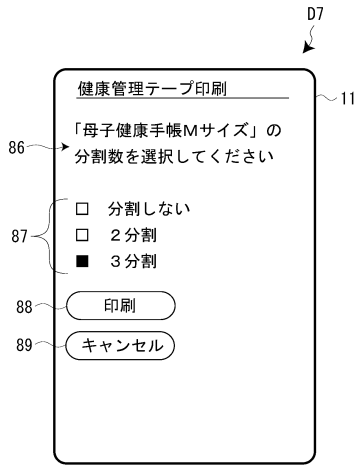 D7
11
健康管理テープ印刷
86
「母子健康手帳Mサイズ」の
分割数を選択してください
87
□ 分割しない
□ 2分割
■ 3分割
88
印刷
89
キャンセル